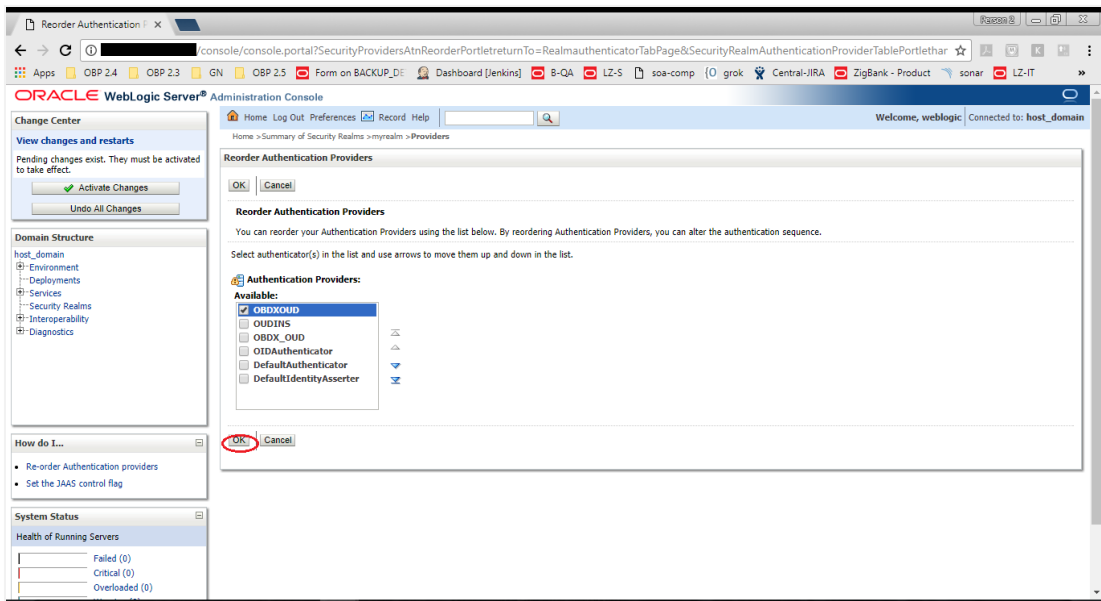 Reorder Authentication P
Person 2
/console/console.portal?SecurityProvidersAtnReorderPortletreturnTo=RealmauthenticatorTabPage&SecurityRealmAuthenticationProviderTablePortlethar
Apps OBP 2.4 OBP 2.3 GN OBP 2.5 Form on BACKUP_DE Dashboard [Jenkins] B-QA LZ-S soa-comp {O grok Central-JIRA ZigBank - Product sonar LZ-IT »
ORACLE WebLogic Server® Administration Console
Change Center
View changes and restarts
Pending changes exist. They must be activated
to take effect.
Activate Changes
Undo All Changes
Domain Structure
host_domain
Environment
Deployments
Services
Security Realms
Interoperability
Diagnostics
How do I...
Re-order Authentication providers
Set the JAAS control flag
System Status
Health of Running Servers
Failed (0)
Critical (0)
Overloaded (0)
Home Log Out Preferences Record Help
Welcome, weblogic Connected to: host_domain
Home >Summary of Security Realms >myrealm >Providers
Reorder Authentication Providers
OK Cancel
Reorder Authentication Providers
You can reorder your Authentication Providers using the list below. By reordering Authentication Providers, you can alter the authentication sequence.
Select authenticator(s) in the list and use arrows to move them up and down in the list.
Authentication Providers:
Available:
OBDXOUD
OUDINS
OBDX_OUD
OIDAuthenticator
DefaultAuthenticator
DefaultIdentityAsserter
OK Cancel